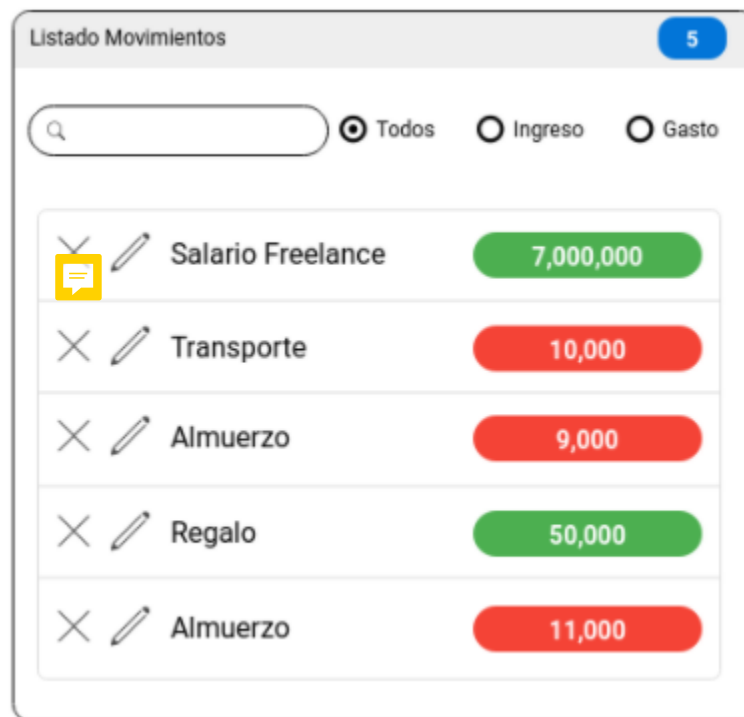 Listado Movimientos 5
Todos Ingreso Gasto
Salario Freelance 7,000,000
Transporte 10,000
Almuerzo 9,000
Regalo 50,000
Almuerzo 11,000